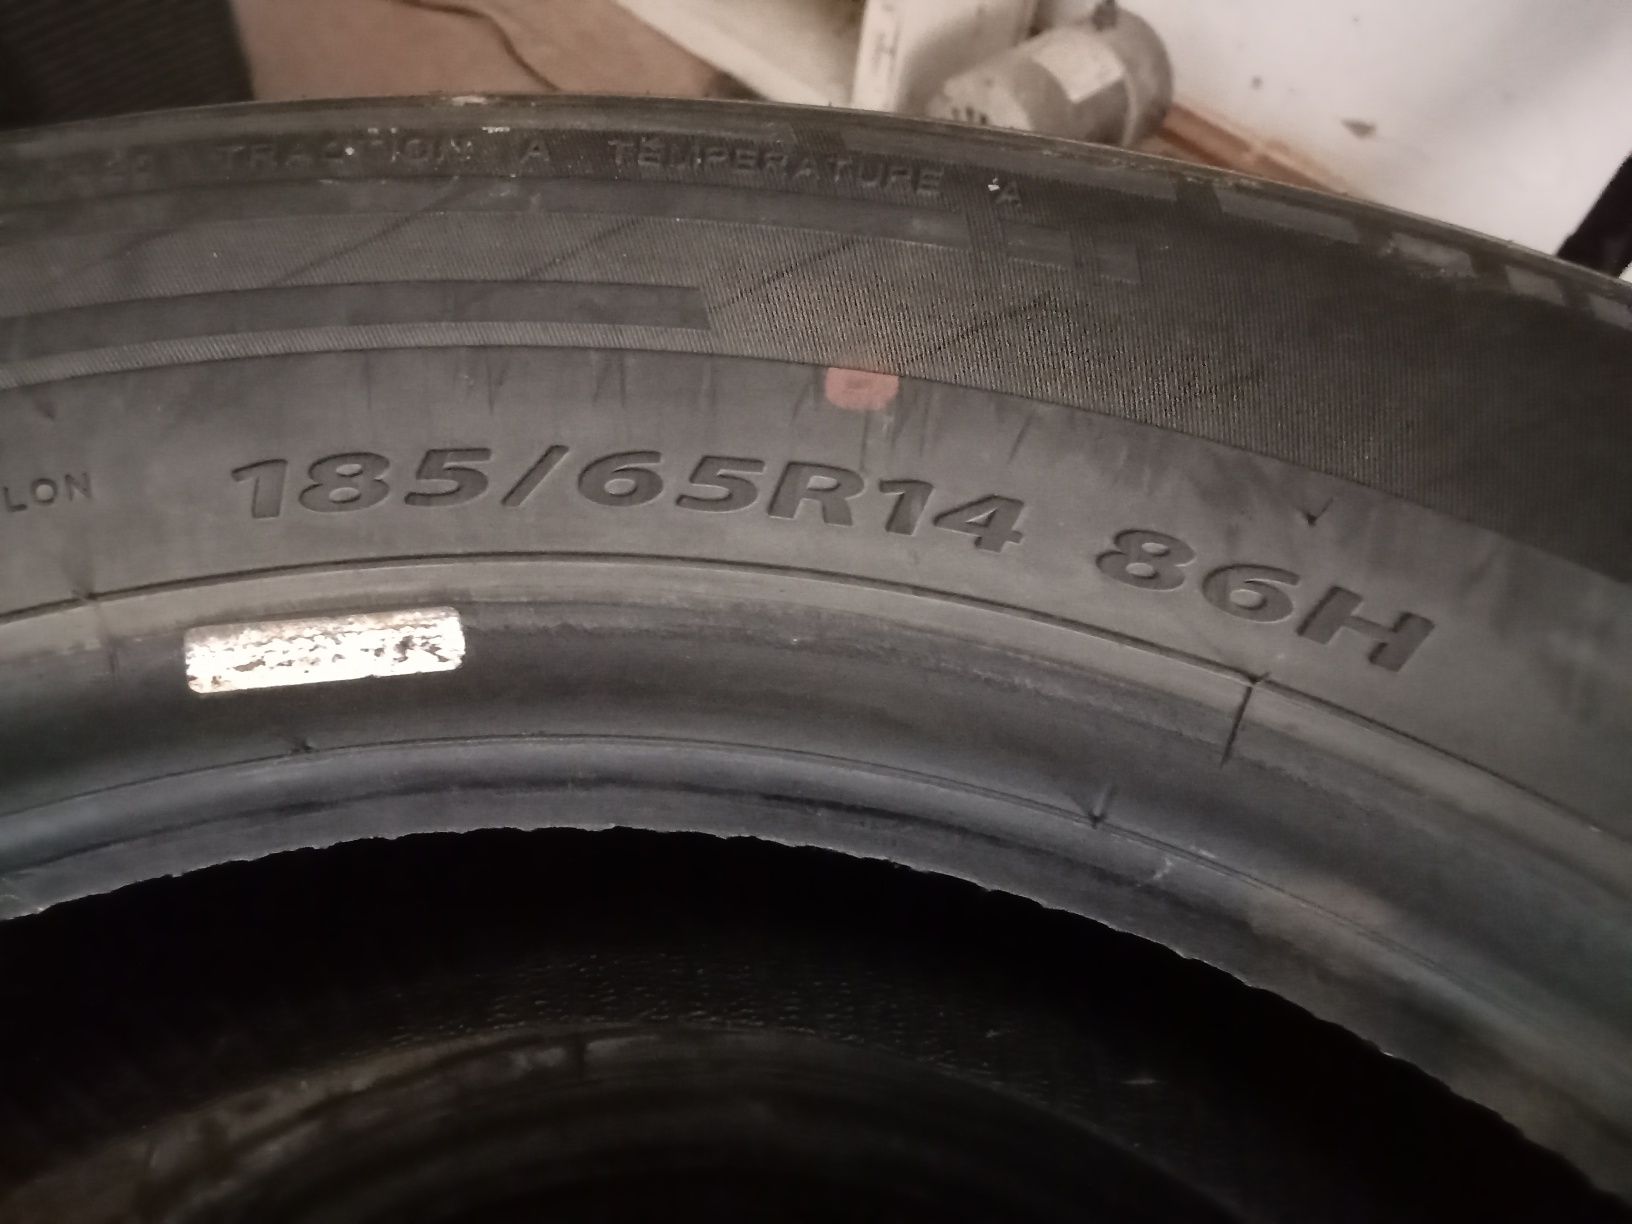 TRACTION A TEMPERATURE A
LON 185/65R14 86H